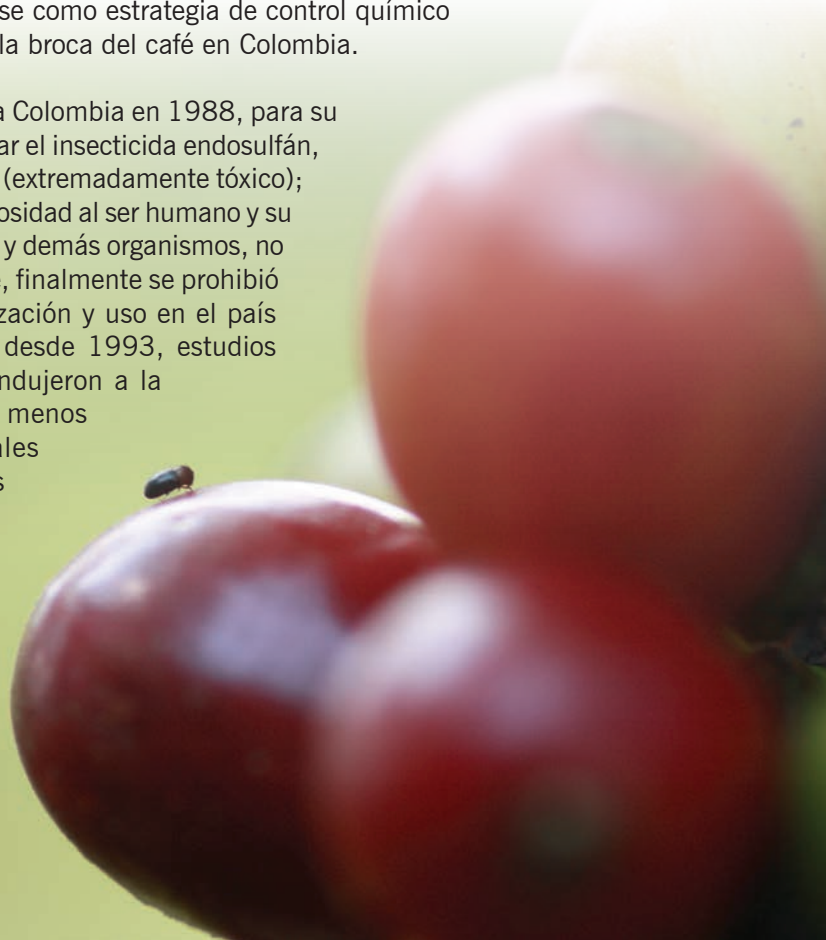 se como estrategia de control químico
la broca del café en Colombia.
a Colombia en 1988, para su
ar el insecticida endosulfán,
(extremadamente tóxico);
osidad al ser humano y su
y demás organismos, no
, finalmente se prohibió
zación y uso en el país
desde 1993, estudios
ndujeron a la
menos
ales
s